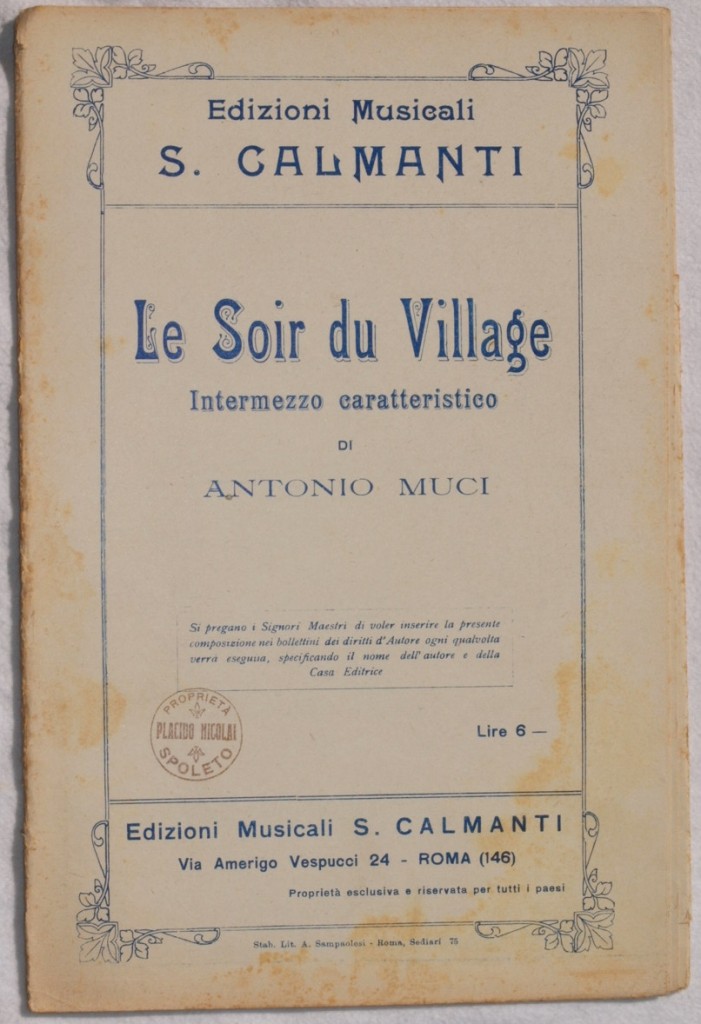 Edizioni Musicali
S. CALMANTI
Le Soir du Village
Intermezzo caratteristico
DI
ANTONIO MUCI
Si pregano i Signori Maestri di voler inserire la presente
composizione nei bollettini dei diritti d'Autore ogni qualvolta
verra eseguua, specificando il nome dell'autore e della
Casa Editrice
PROPRIETÀ
PLACIDO NICOLAI
SPOLETO
Lire 6 —
Edizioni Musicali S. CALMANTI
Via Amerigo Vespucci 24 - ROMA (146)
Proprietà esclusiva e riservata per tutti i paesi
Stab. Lit. A. Sampaolesi - Roma, Sediari 75